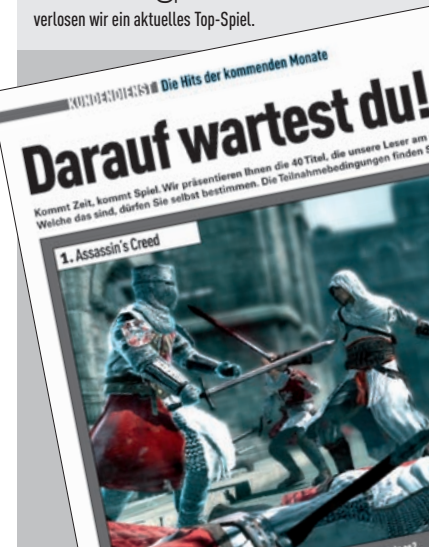 verlosen wir ein aktuelles Top-Spiel.
KUNDENDIENST Die Hits der kommenden Monate
Darauf wartest du!
Kommt Zeit, kommt Spiel. Wir präsentieren Ihnen die 40 Titel, die unsere Leser am
Welche das sind, dürfen Sie selbst bestimmen. Die Teilnahmebedingungen finden S
1. Assassin's Creed